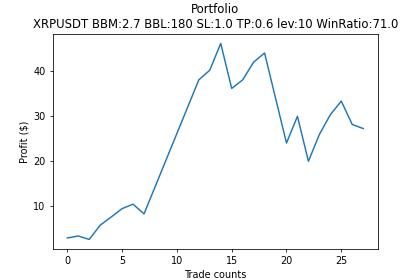 Portfolio
XRPUSDT BBM:2.7 BBL:180 SL:1.0 TP:0.6 lev:10 WinRatio:71.0
40
30
20
10
Profit ($)
0 5 10 15 20 25
Trade counts